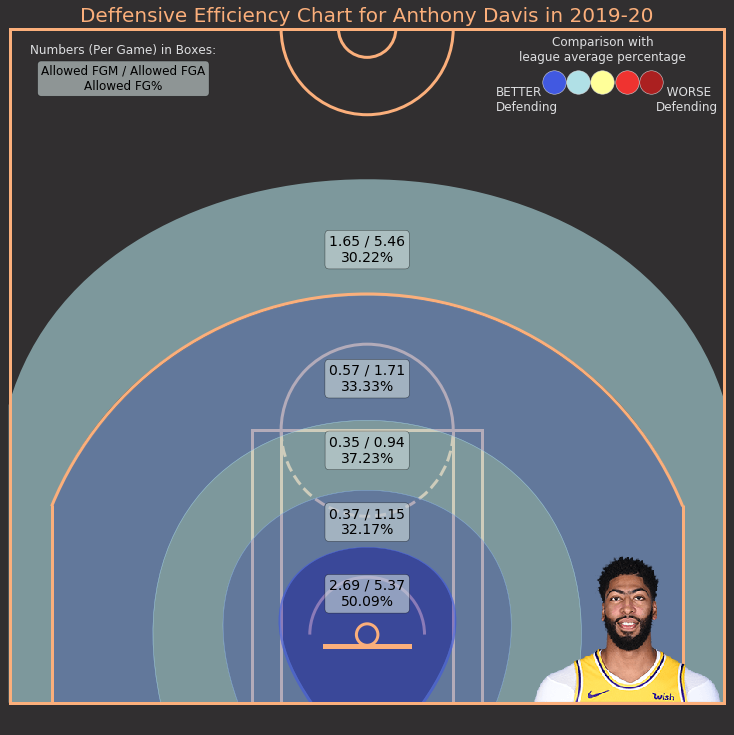 Deffensive Efficiency Chart for Anthony Davis in 2019-20
Numbers (Per Game) in Boxes:
Allowed FGM / Allowed FGA
Allowed FG%
Comparison with
league average percentage
BETTER
Defending
WORSE
Defending
1.65 / 5.46
30.22%
0.57 / 1.71
33.33%
0.35 / 0.94
37.23%
0.37 / 1.15
32.17%
2.69 / 5.37
50.09%
wish